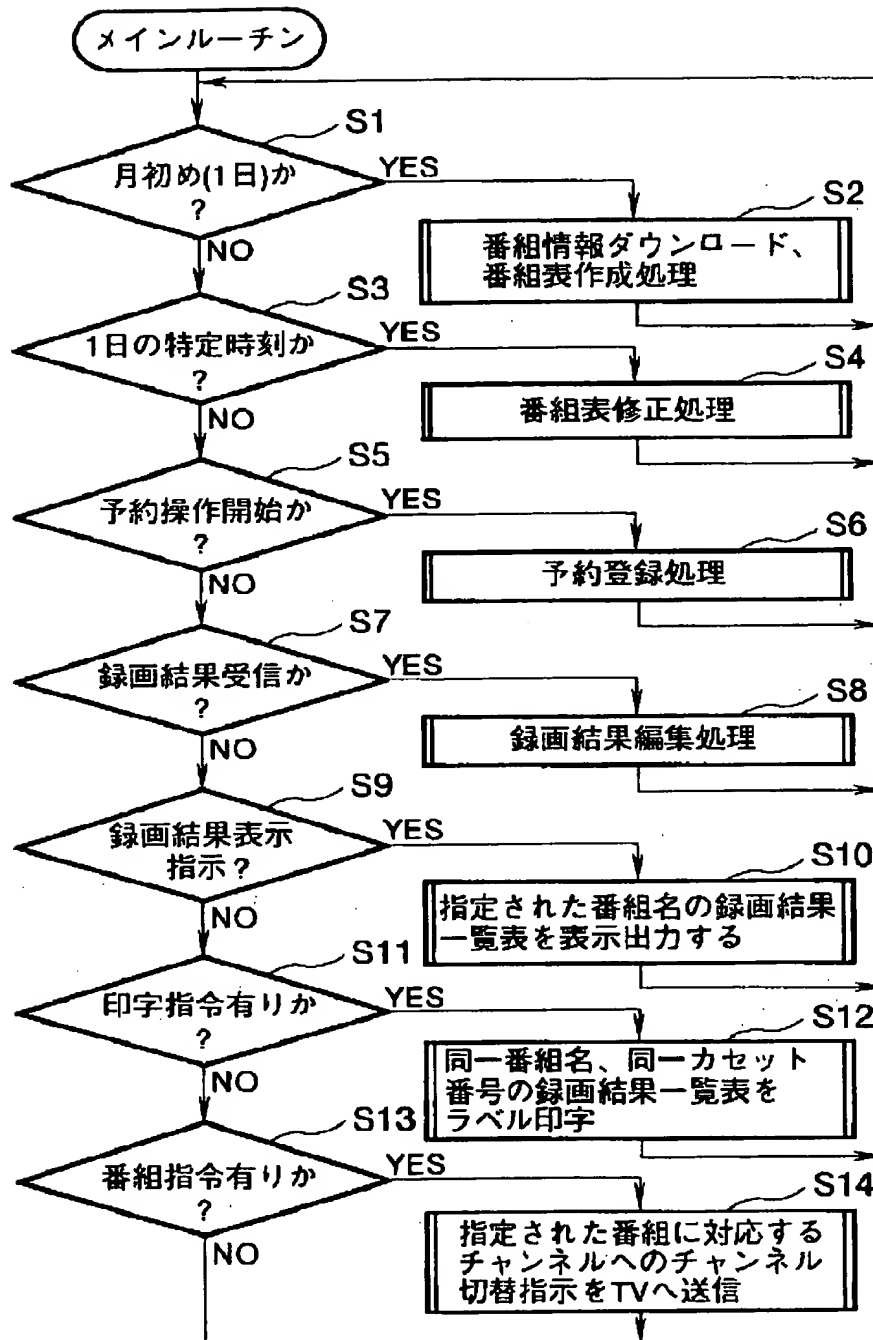 メインルーチン
S1
月初め(1日)か
?
YES
NO
S2
番組情報ダウンロード、
番組表作成処理
S3
1日の特定時刻か
?
YES
NO
S4
番組表修正処理
S5
予約操作開始か
?
YES
NO
S6
予約登録処理
S7
録画結果受信か
?
YES
NO
S8
録画結果編集処理
S9
録画結果表示
指示?
YES
NO
S10
指定された番組名の録画結果
一覧表を表示出力する
S11
印字指令有りか
?
YES
NO
S12
同一番組名、同一カセット
番号の録画結果一覧表を
ラベル印字
S13
番組指令有りか
?
YES
NO
S14
指定された番組に対応する
チャンネルへのチャンネル
切替指示をTVへ送信